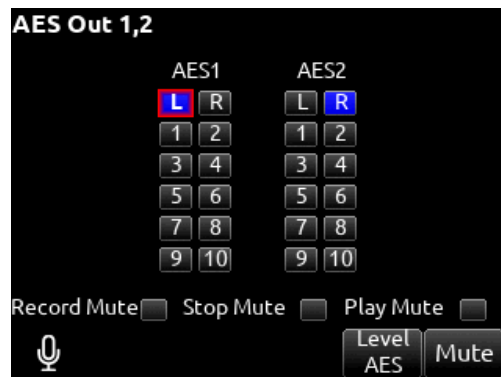 AES Out 1,2
AES1 AES2
L R L R
1 2 1 2
3 4 3 4
5 6 5 6
7 8 7 8
9 10 9 10
Record Mute Stop Mute Play Mute
Level AES Mute